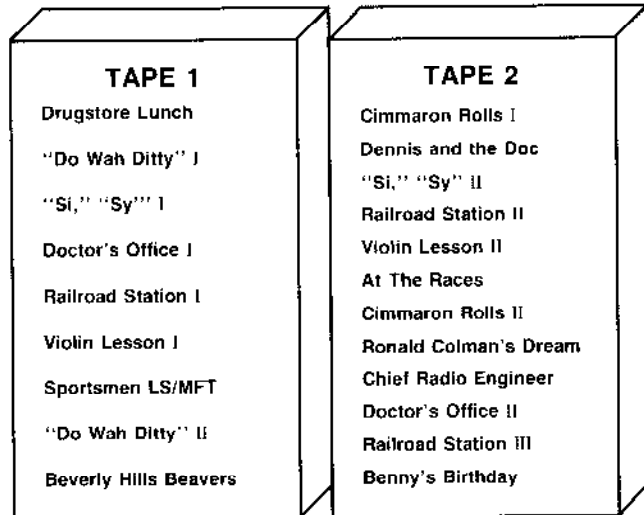 TAPE 1
Drugstore Lunch
"Do Wah Ditty" I
"Si," "Sy"' I
Doctor's Office I
Railroad Station I
Violin Lesson I
Sportsmen LS/MFT
"Do Wah Ditty" II
Beverly Hills Beavers
TAPE 2
Cimmaron Rolls I
Dennis and the Doc
"Si," "Sy" II
Railroad Station II
Violin Lesson II
At The Races
Cimmaron Rolls II
Ronald Colman's Dream
Chief Radio Engineer
Doctor's Office II
Railroad Station III
Benny's Birthday